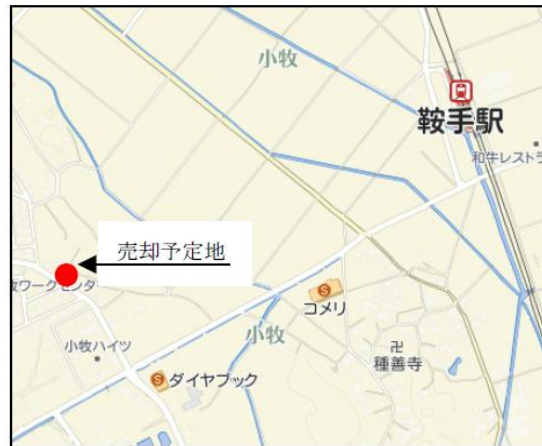 小牧
鞍手駅
和牛レストラ
売却予定地
牧ワークセンタ
コメリ
小牧
小牧ハイツ
卍
種善寺
ダイヤブック